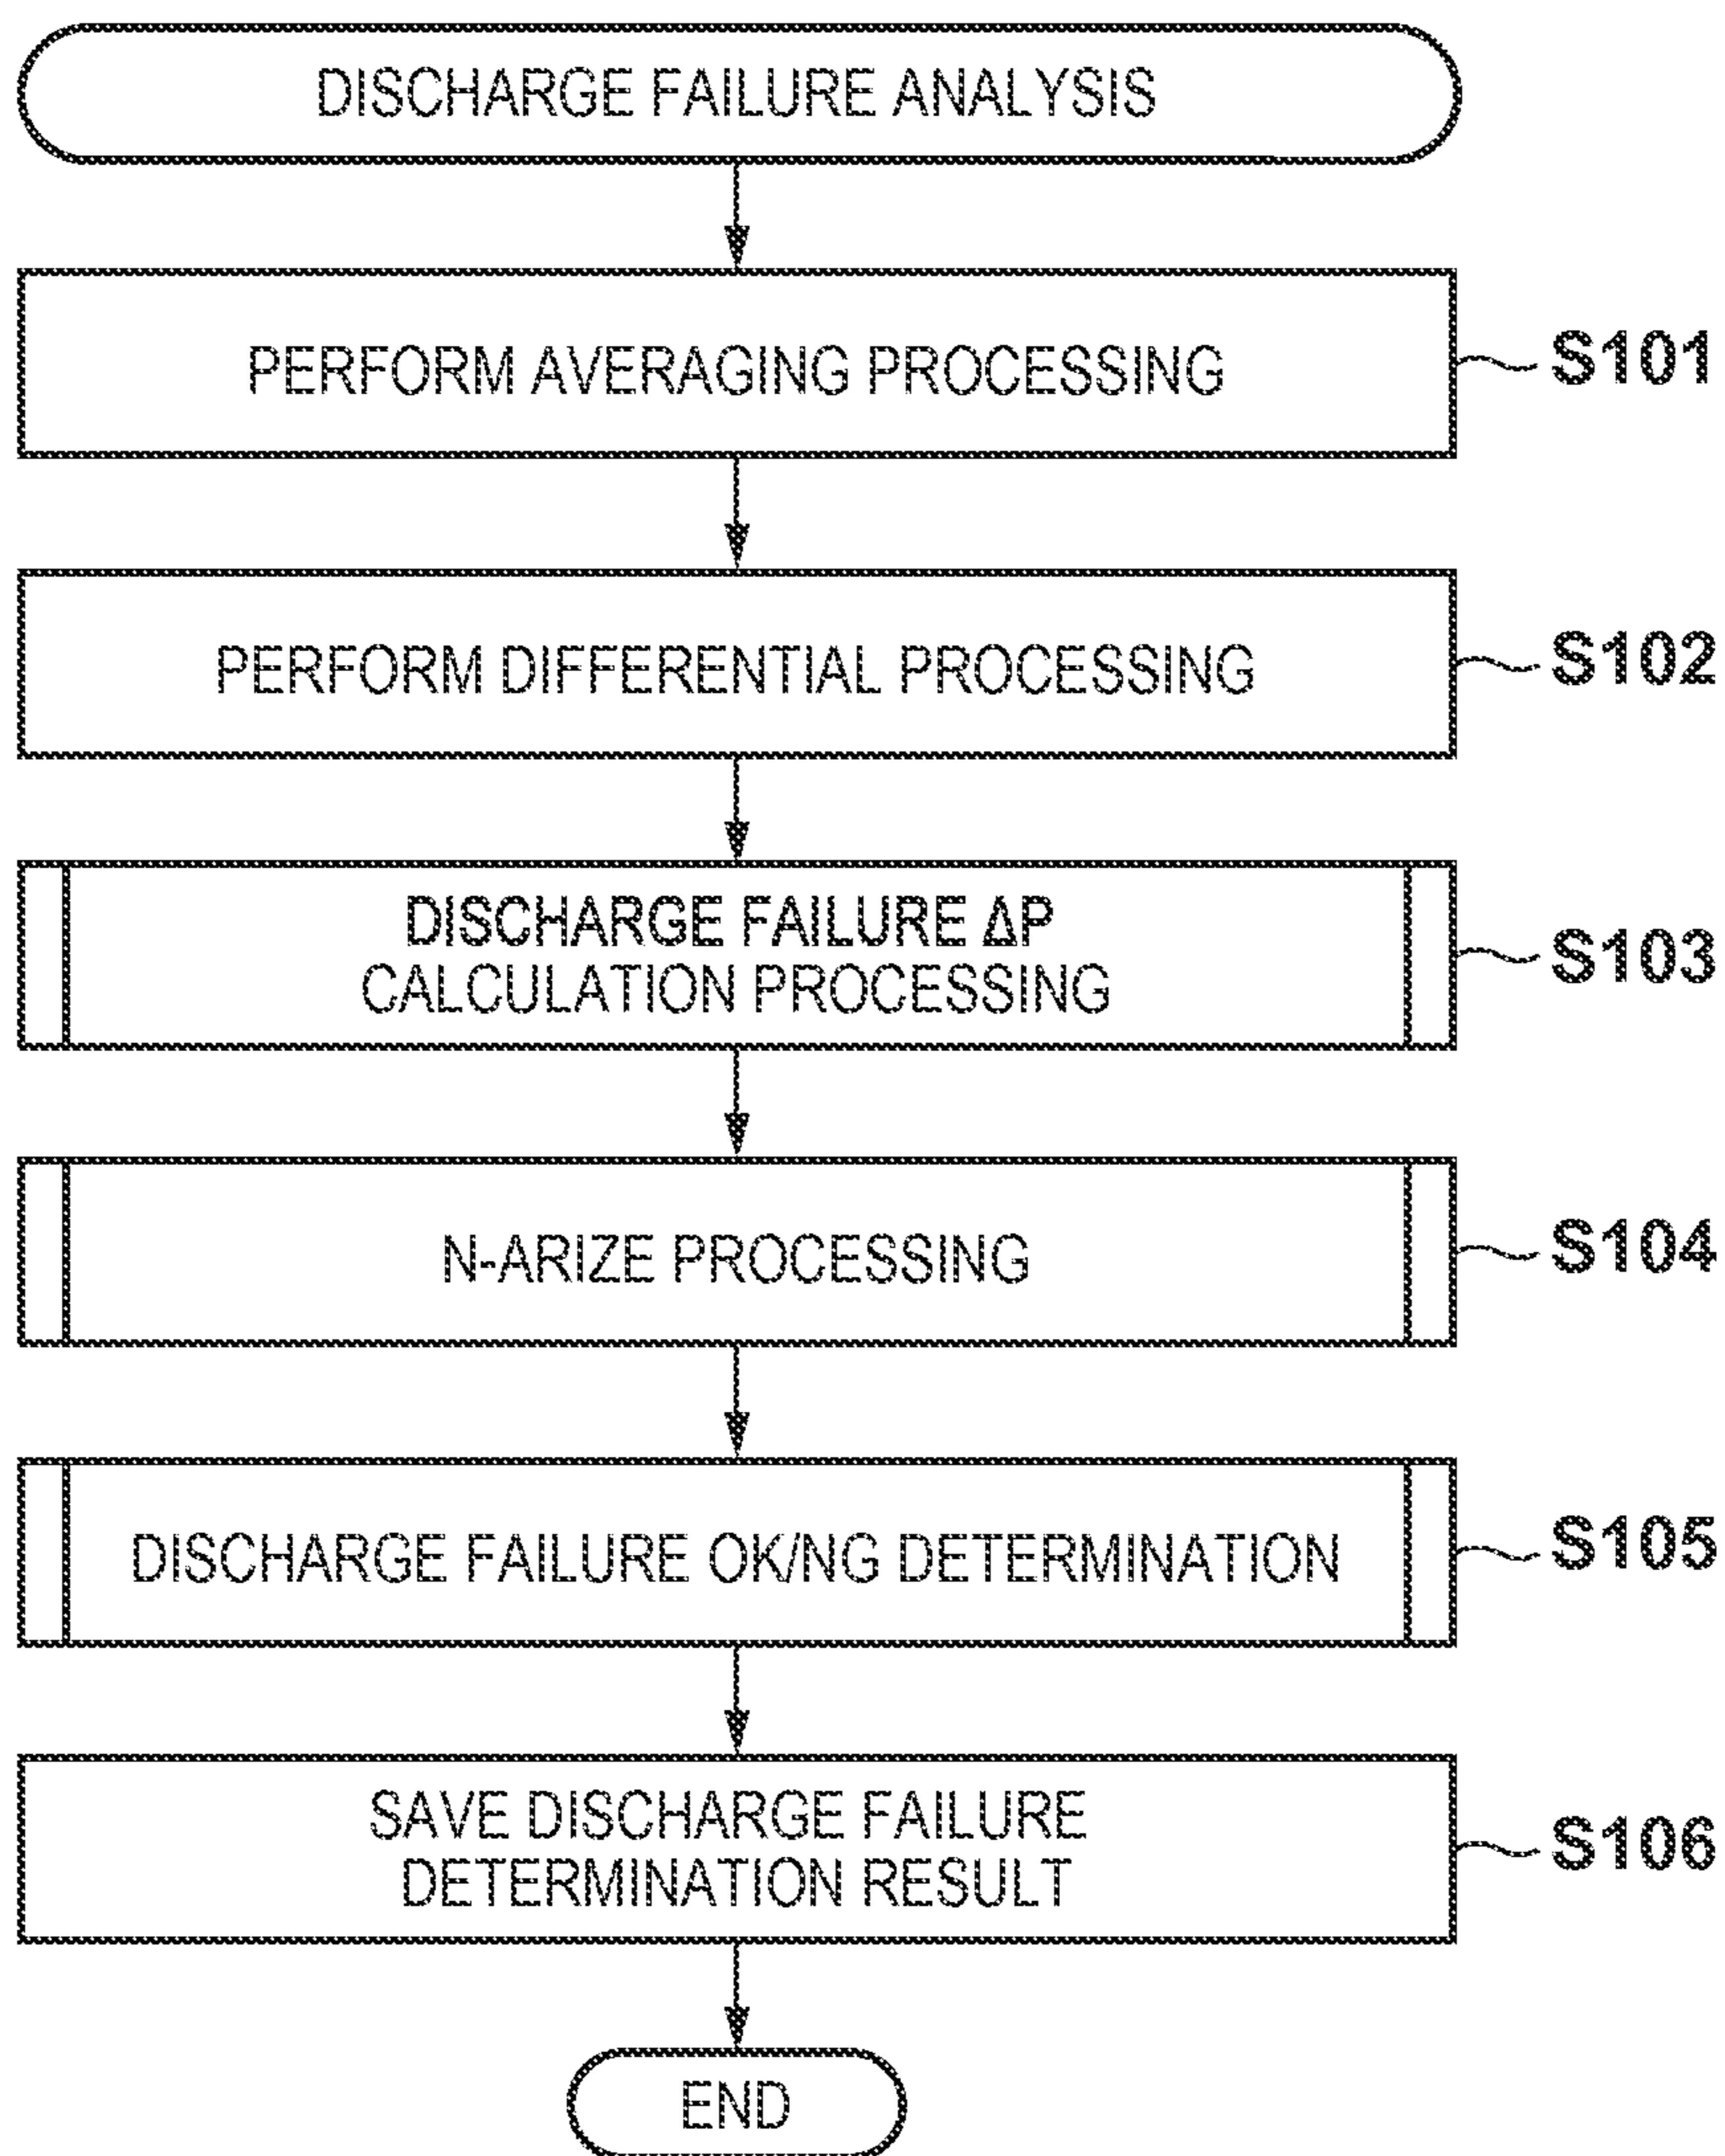 DISCHARGE FAILURE ANALYSIS
PERFORM AVERAGING PROCESSING
S101
PERFORM DIFFERENTIAL PROCESSING
S102
DISCHARGE FAILURE ΔP
CALCULATION PROCESSING
S103
N-ARIZE PROCESSING
S104
DISCHARGE FAILURE OK/NG DETERMINATION
S105
SAVE DISCHARGE FAILURE
DETERMINATION RESULT
S106
END